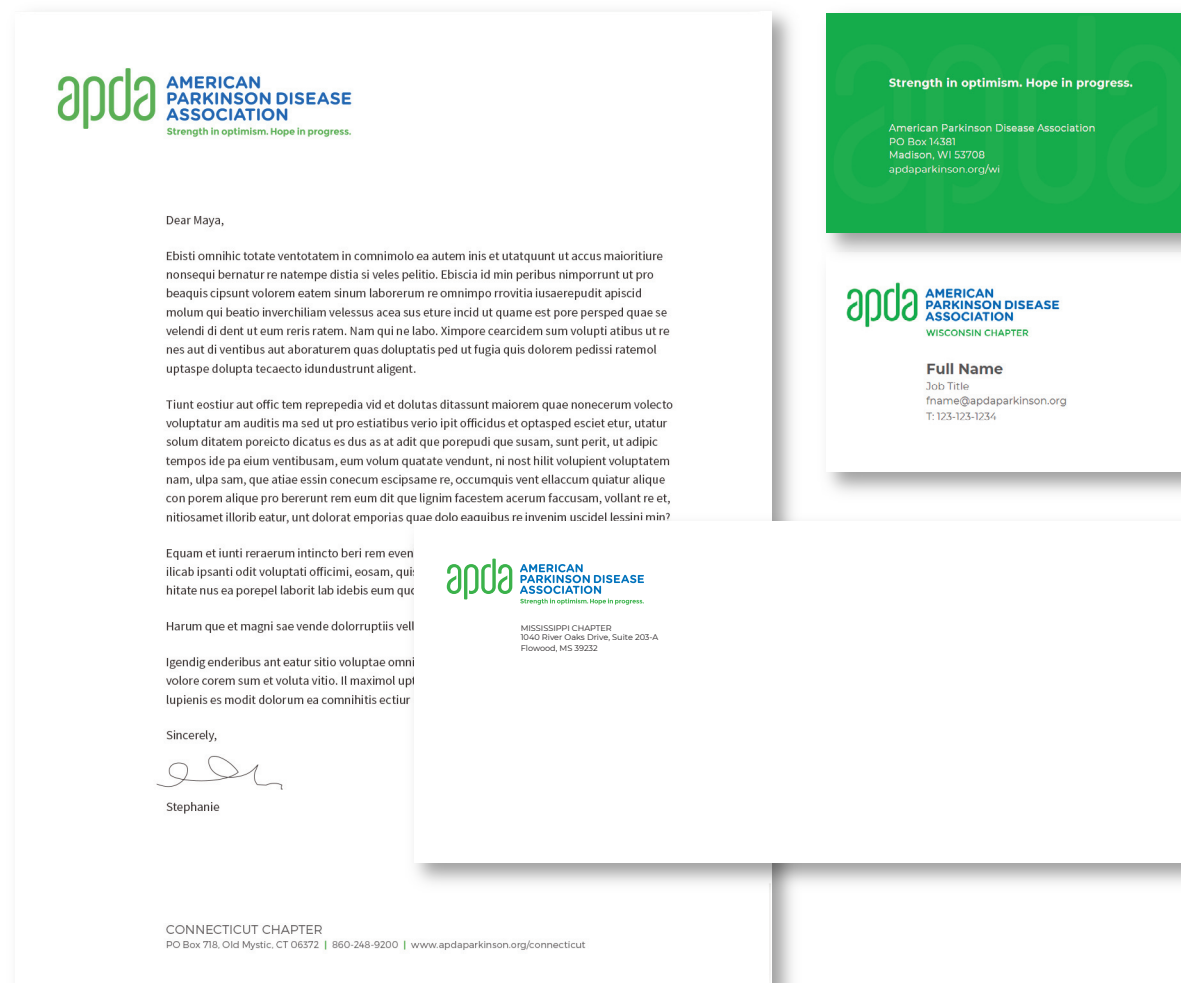 apda
AMERICAN
PARKINSON DISEASE
ASSOCIATION
Strength in optimism. Hope in progress.
Dear Maya,
Ebisti omnihic totate ventotatem in comnimolo ea autem inis et utatqunt ut accus maioritiure
nonsequi bernatur re natempe distia si veles pelitio. Ebiscia id min peribus nimporrunt ut pro
beaquis cipsunt volorem eatem sinum laborerum re omnimpo rrovitia iusaerepudit apiscid
molum qui beatio inverchiliam velessus acea sus eture incid ut quame est pore persped quae se
velendi di dent ut eum reris ratem. Nam qui ne labo. Ximpore cearcidem sum volupti atibus ut re
nes aut di ventibus aut aboraturem quas doluptatis ped ut fugia quis dolorem pedissi ratemol
uptaspe dolupta tecaecto idundustrunt aligent.
Tiunt eostiur aut offic tem reprepedia vid et dolutas ditassunt maiorem quae nonecerum volecto
voluptatur am auditis ma sed ut pro estiatibus verio ipit officidus et optasped esciet etur, utatur
solum ditatem poreicto dicatus es dus as at adit que porepudi que susam, sunt perit, ut adipic
tempos ide pa eium ventibusam, eum volum quatate vendunt, ni nost hilit volupient voluptatem
nam, ulpa sam, que atiae essin conecum escipsame re, occumquis vent ellaccum quiatur alique
con porem alique pro bererunt rem eum dit que lignim facestem acerum faccusam, vollant re et,
nitiosamet illorib eatur, unt dolorat emporias quae dolo eaquibus re invenim uscidel lessini min?
Equam et iunti reraerum intincto beri rem even
ilicab ipsanti odit voluptati officimi, eosam, quis
hitate nus ea porepel laborit lab idebis eum quo
Harum que et magni sae vende dolorruptiis vell
Igendig enderibus ant eatur sitio voluptae omni
volore corem sum et voluta vitio. Il maximol upt
lupienis es modit dolorum ea comnihitis ectiur
Sincerely,
Stephanie
CONNECTICUT CHAPTER
PO Box 718, Old Mystic, CT 06372 | 860-248-9200 | www.apdaparkinson.org/connecticut
apda
Strength in optimism. Hope in progress.
American Parkinson Disease Association
PO Box 14381
Madison, WI 53708
apdaparkinson.org/wi
apda
AMERICAN
PARKINSON DISEASE
ASSOCIATION
WISCONSIN CHAPTER
Full Name
Job Title
fname@apdaparkinson.org
T: 123-123-1234
apda
AMERICAN
PARKINSON DISEASE
ASSOCIATION
Strength in optimism. Hope in progress.
MISSISSIPPI CHAPTER
1040 River Oaks Drive, Suite 203-A
Flowood, MS 39232